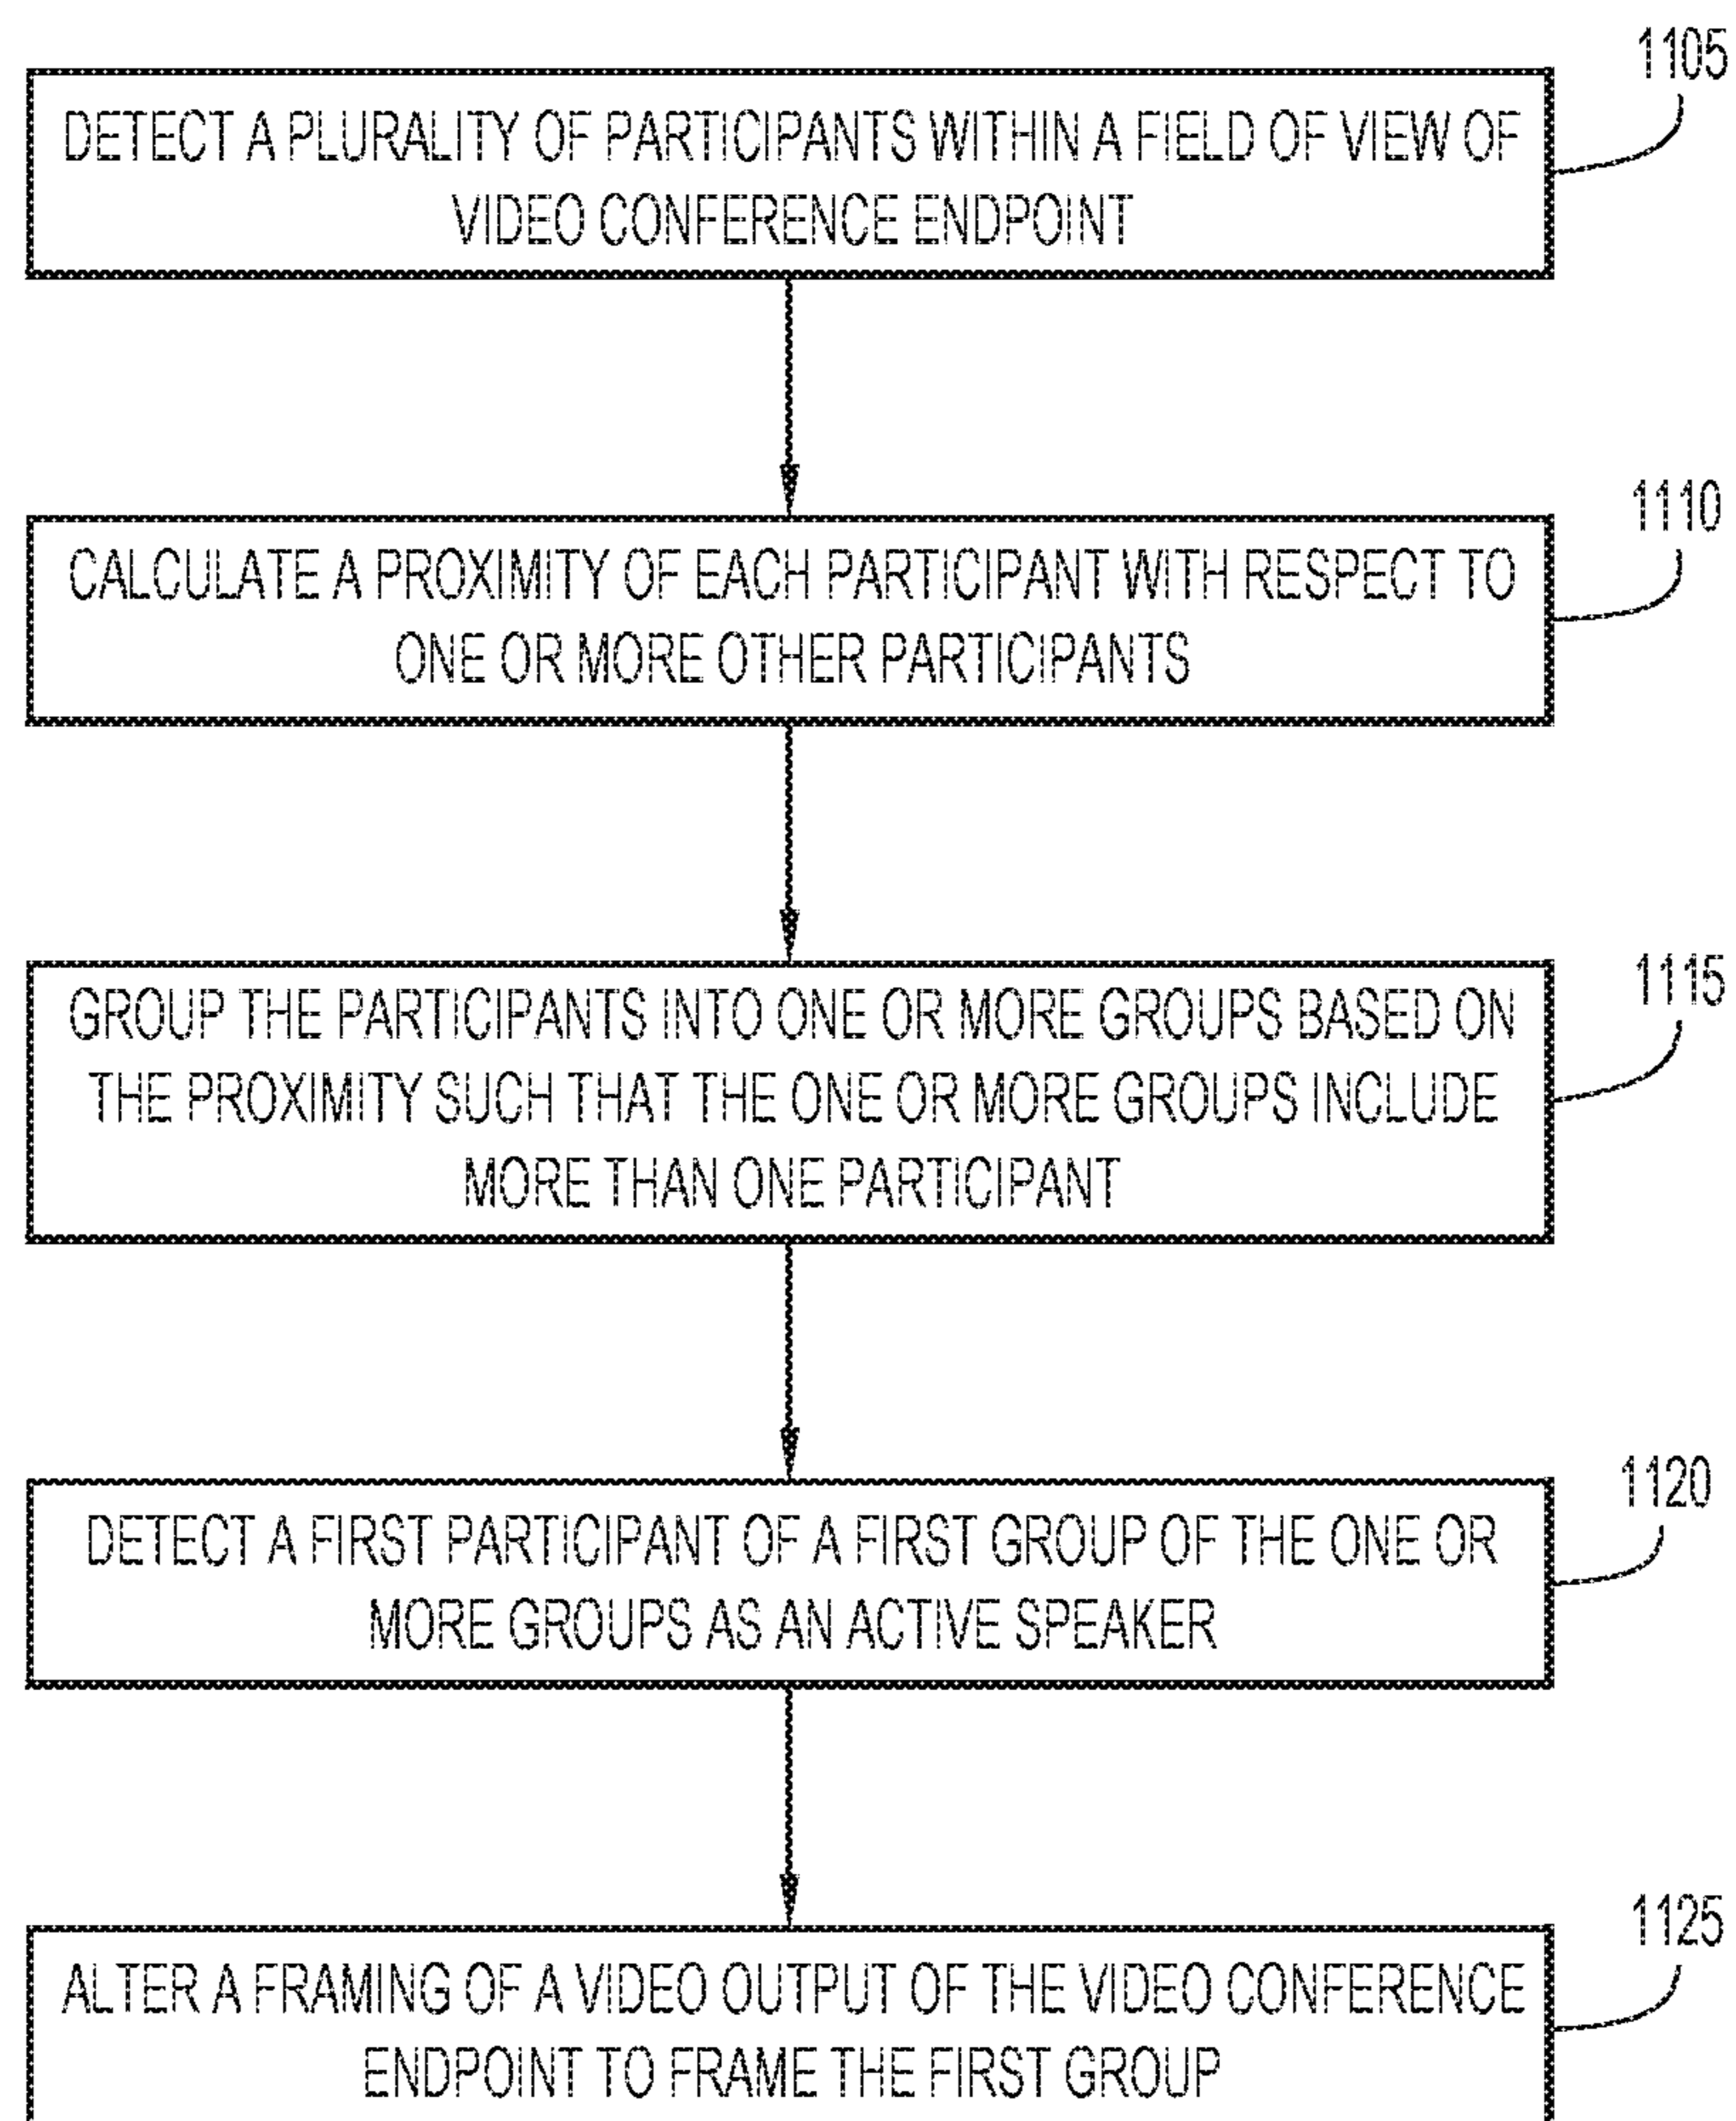 1105
DETECT A PLURALITY OF PARTICIPANTS WITHIN A FIELD OF VIEW OF
VIDEO CONFERENCE ENDPOINT
1110
CALCULATE A PROXIMITY OF EACH PARTICIPANT WITH RESPECT TO
ONE OR MORE OTHER PARTICIPANTS
1115
GROUP THE PARTICIPANTS INTO ONE OR MORE GROUPS BASED ON
THE PROXIMITY SUCH THAT THE ONE OR MORE GROUPS INCLUDE
MORE THAN ONE PARTICIPANT
1120
DETECT A FIRST PARTICIPANT OF A FIRST GROUP OF THE ONE OR
MORE GROUPS AS AN ACTIVE SPEAKER
1125
ALTER A FRAMING OF A VIDEO OUTPUT OF THE VIDEO CONFERENCE
ENDPOINT TO FRAME THE FIRST GROUP